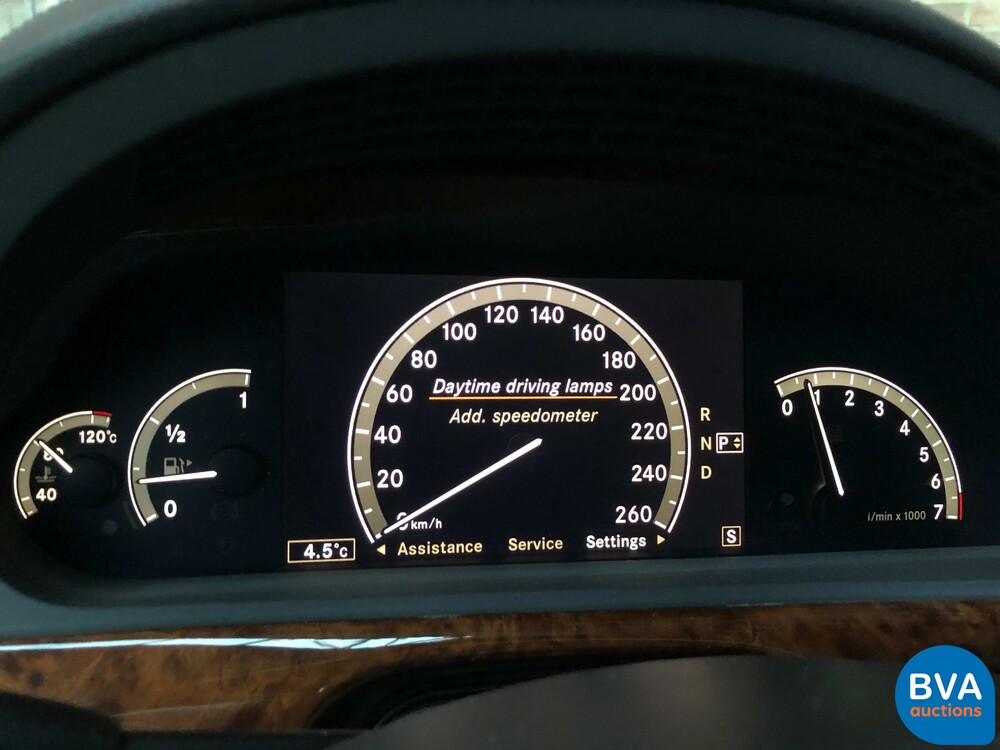 120°C
80
40
1
1/2
0
0
20
40
60
80
100
120
140
160
180
200
220
240
260
Daytime driving lamps
Add. speedometer
km/h
4.5°C
◄ Assistance Service Settings ►
R
N P
D
S
0 1 2 3 4 5 6 7
i/min x 1000
BVA
auctions